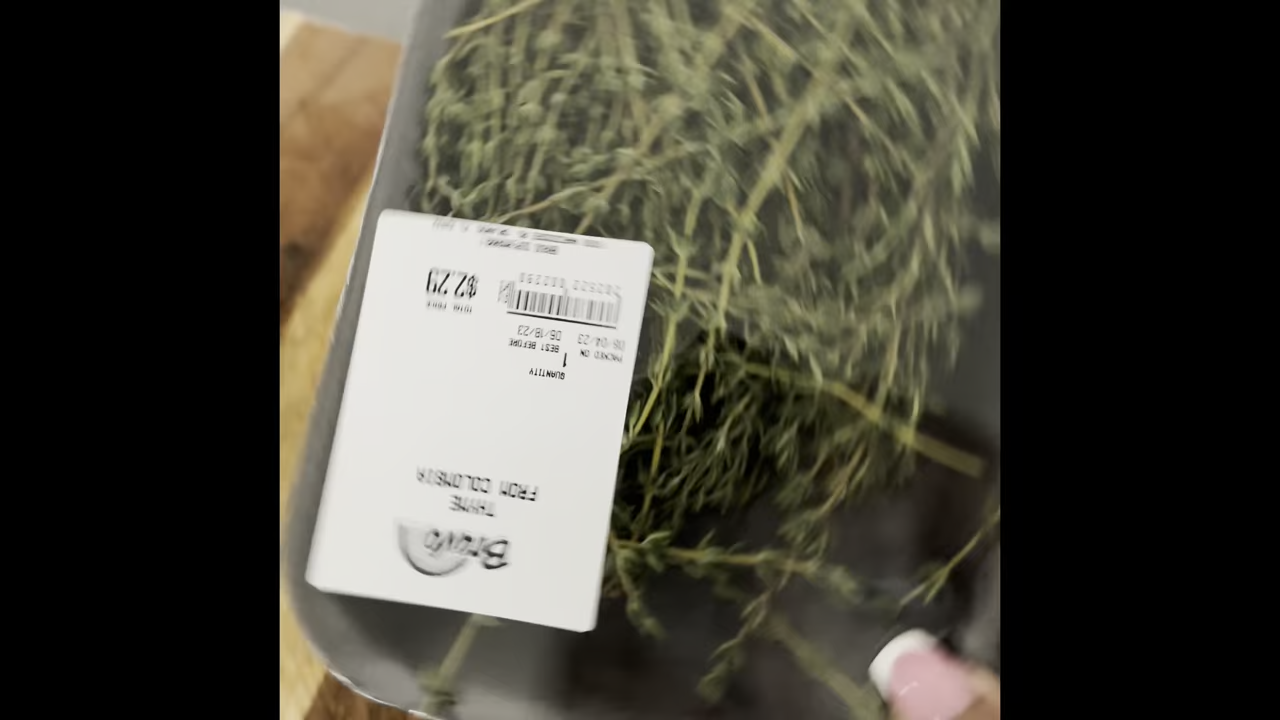 Bravo
THYME
FROM COLOMBIA
QUANTITY
1
PACKED ON BEST BEFORE
06/04/23 06/18/23
TOTAL PRICE
$2.29